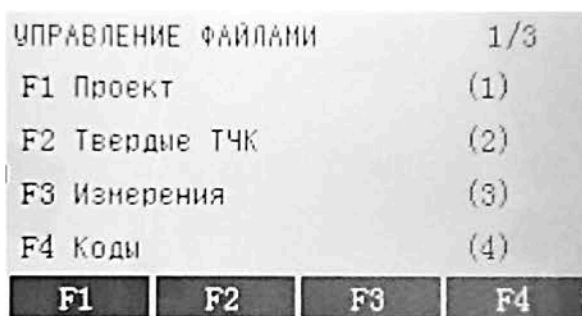 УПРАВЛЕНИЕ ФАЙЛАМИ 1/3
F1 Проект (1)
F2 Твердые ТЧК (2)
F3 Измерения (3)
F4 Коды (4)
F1 F2 F3 F4